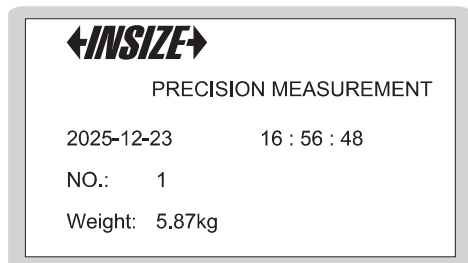 INSIZE
PRECISION MEASUREMENT
2025-12-23 16 : 56 : 48
NO.: 1
Weight: 5.87kg